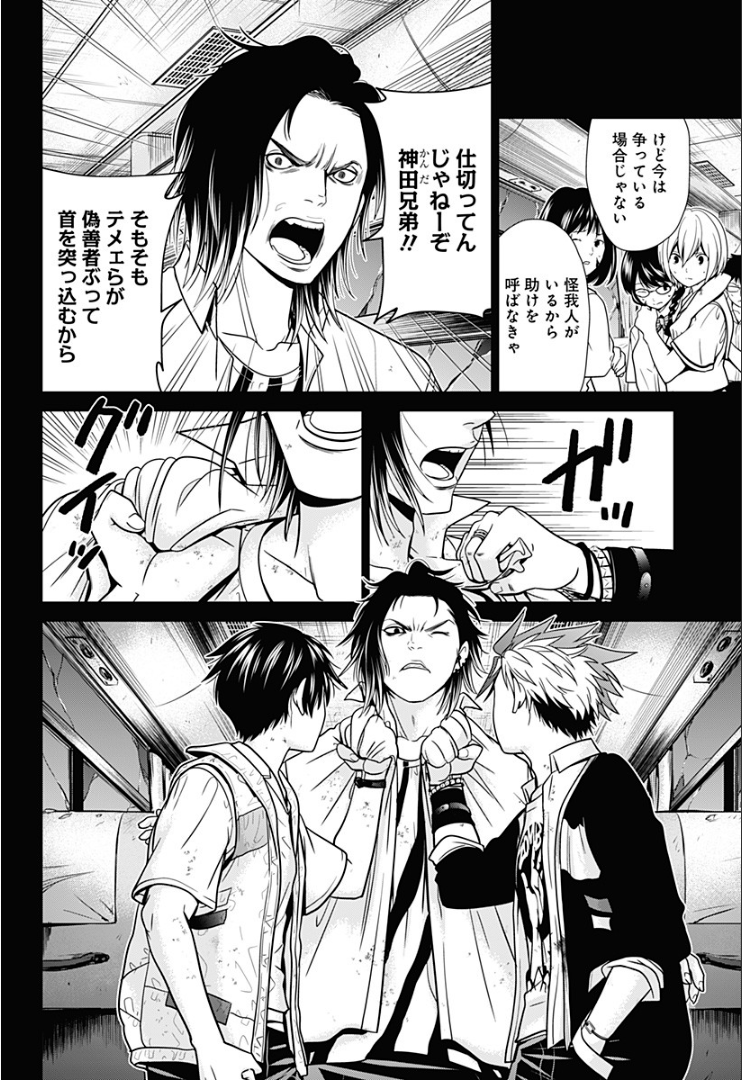 けど今は
争っている
場合じゃない
怪我人が
いるから
助けを
呼ばなきゃ
仕切ってん
じゃねーぞ
神田兄弟!!
かんだ
そもそも
テメェらが
偽善者ぶって
首を突っ込むから
ガッ
グイッ